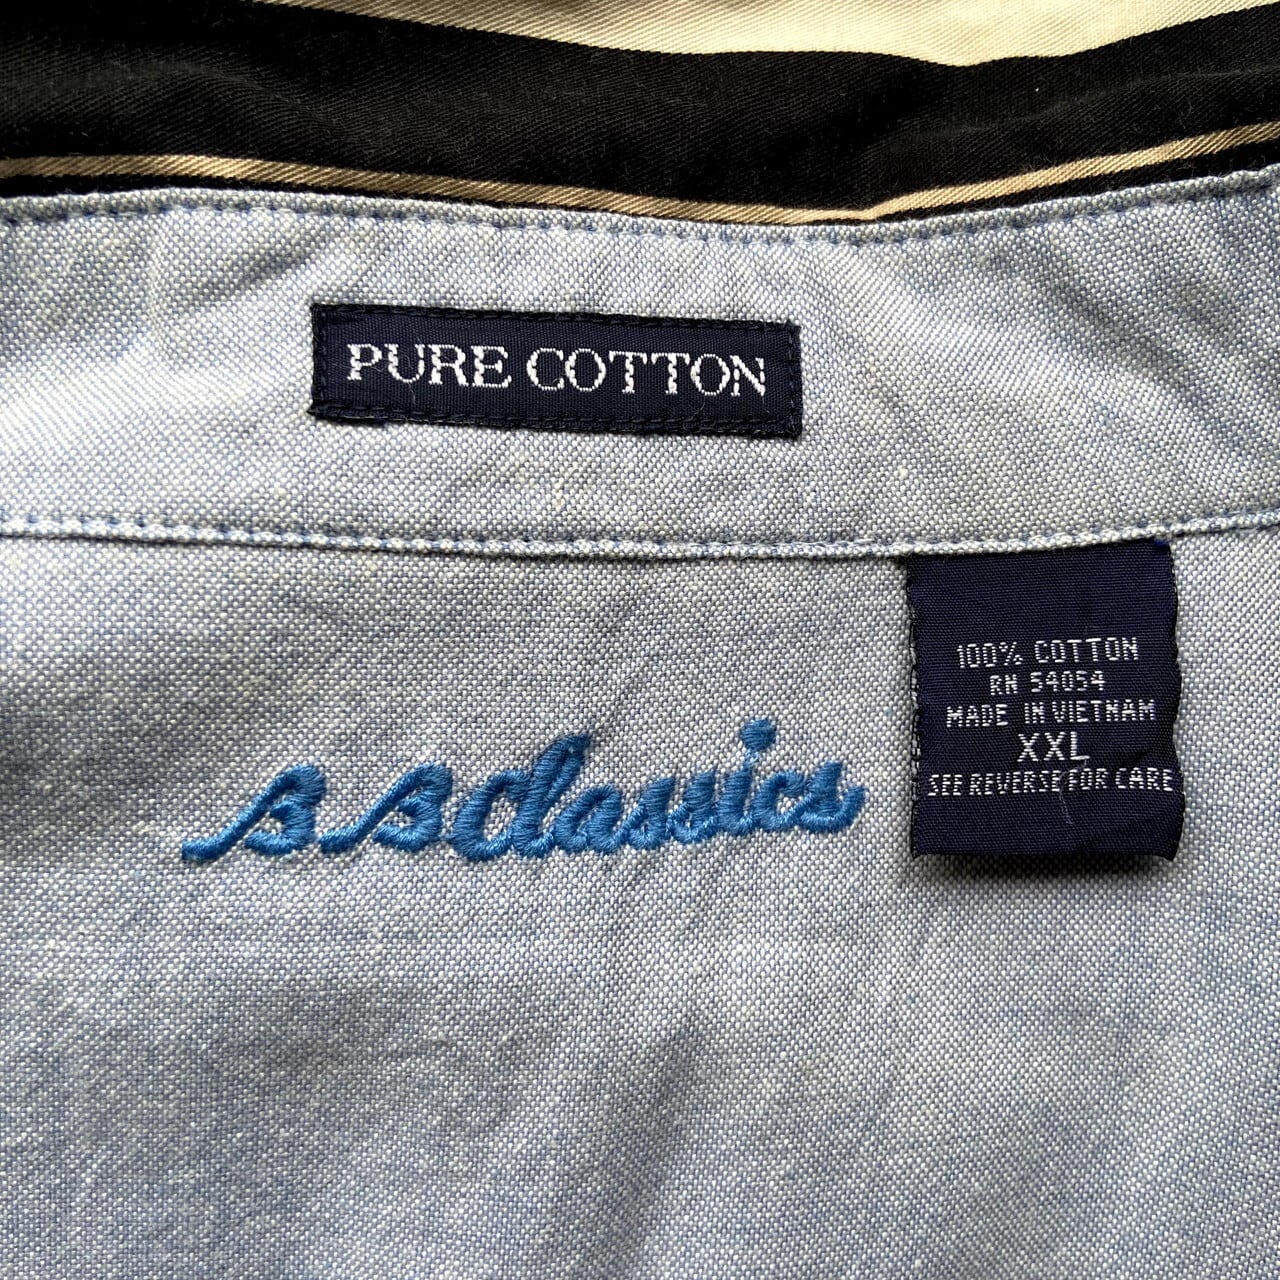 PURE COTTON
100% COTTON
RN 54054
MADE IN VIETNAM
XXL
SEE REVERSE FOR CARE
B.B Classics